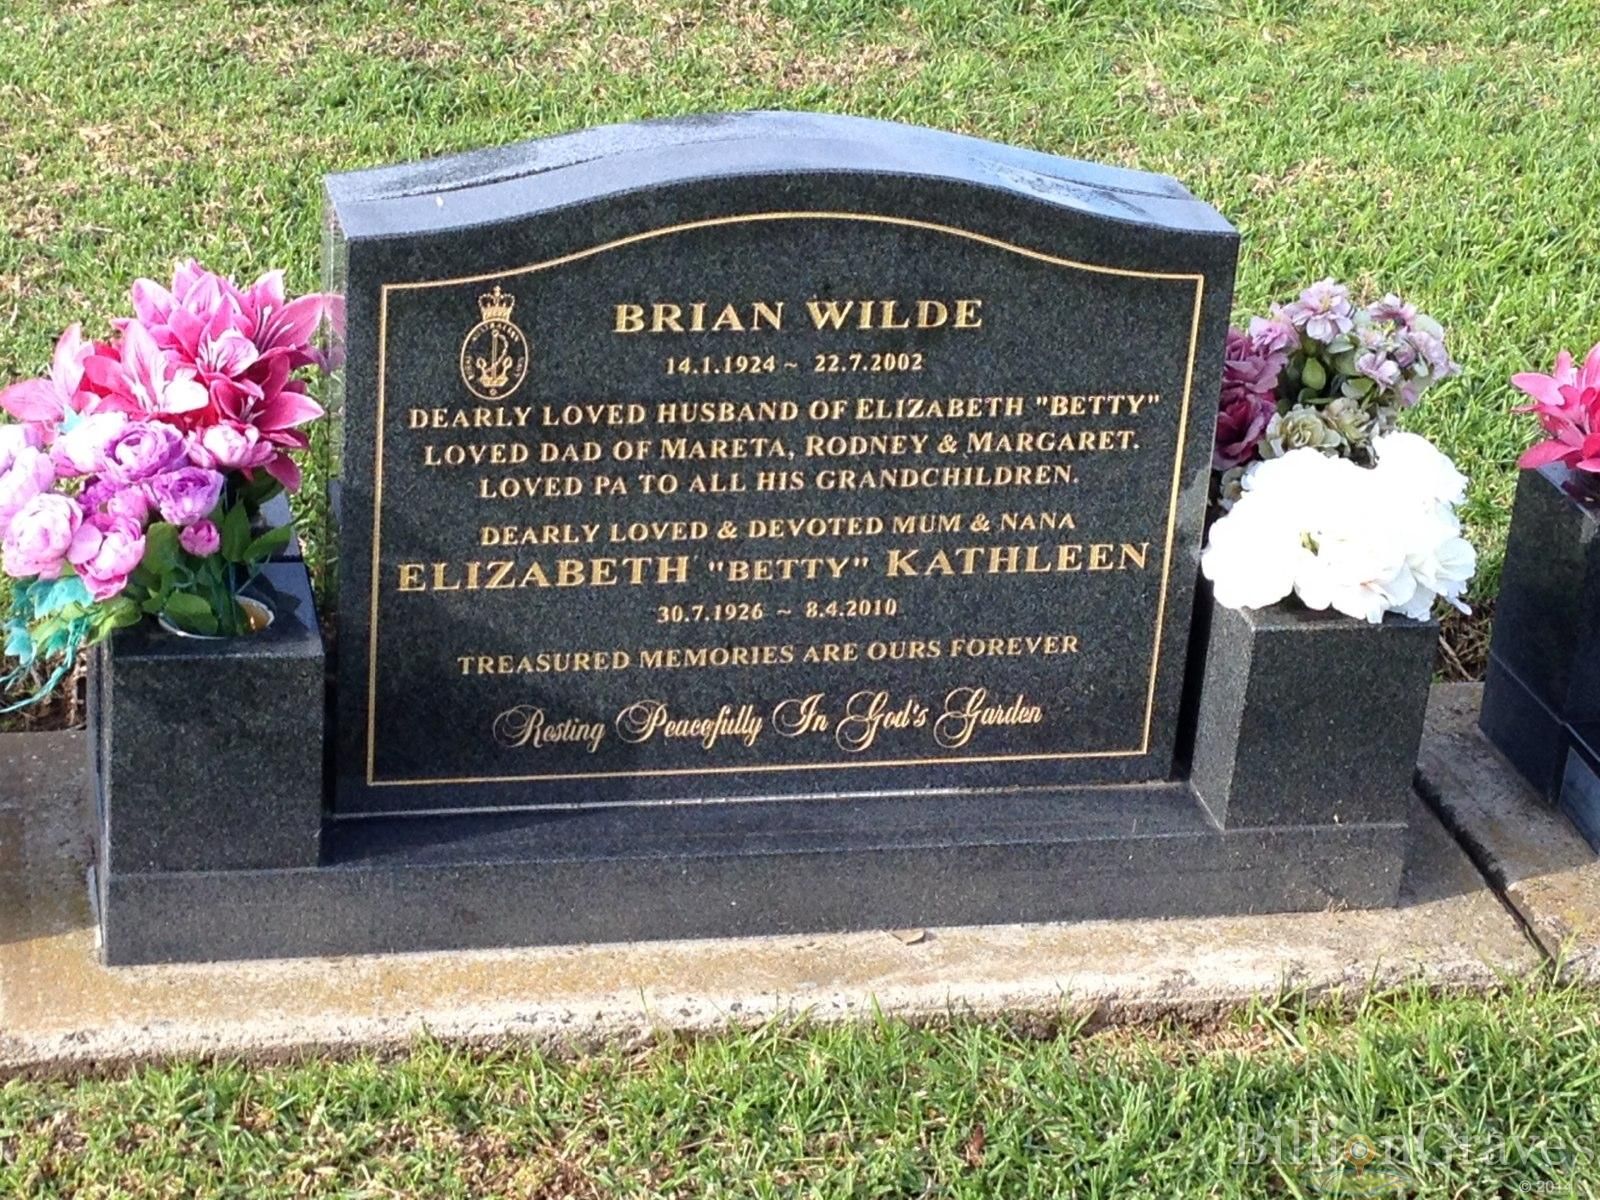 BRIAN WILDE
14.1.1924 ~ 22.7.2002
DEARLY LOVED HUSBAND OF ELIZABETH "BETTY"
LOVED DAD OF MARETA, RODNEY & MARGARET.
LOVED PA TO ALL HIS GRANDCHILDREN.
DEARLY LOVED & DEVOTED MUM & NANA
ELIZABETH "BETTY" KATHLEEN
30.7.1926 ~ 8.4.2010
TREASURED MEMORIES ARE OURS FOREVER
Resting Peacefully In God's Garden
BillionGraves
© 2014